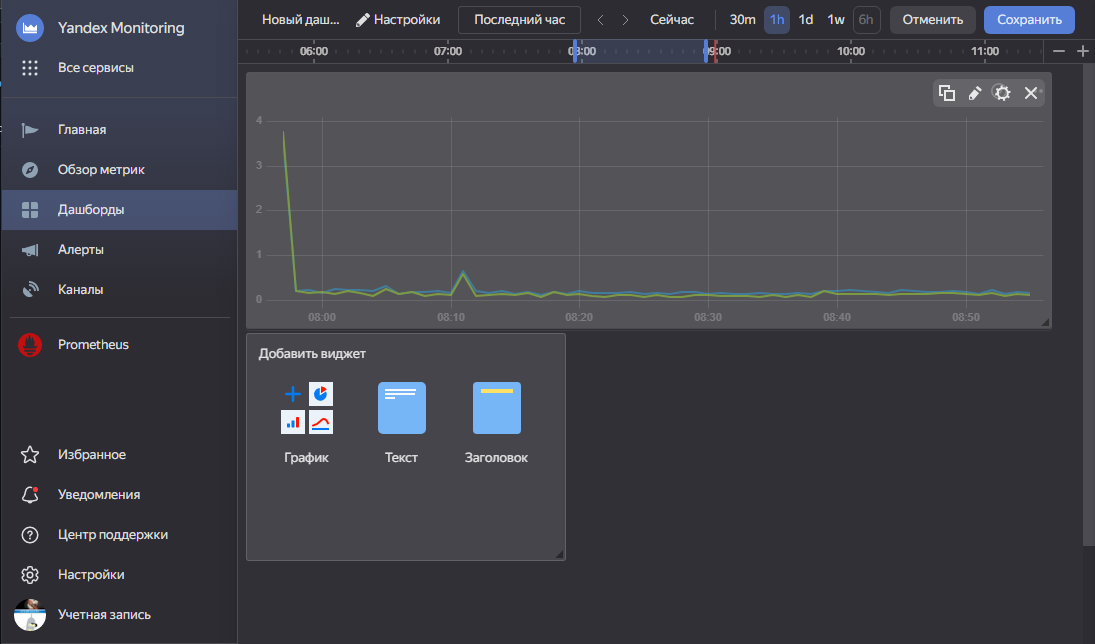 Yandex Monitoring
Все сервисы
Главная
Обзор метрик
Дашборды
Алерты
Каналы
Prometheus
Избранное
Уведомления
Центр поддержки
Настройки
Учетная запись
Новый даш... Настройки Последний час Сейчас 30m 1h 1d 1w 6h Отменить Сохранить
06:00 07:00 08:00 09:00 10:00 11:00
4
3
2
1
0
08:00 08:10 08:20 08:30 08:40 08:50
Добавить виджет
График Текст Заголовок